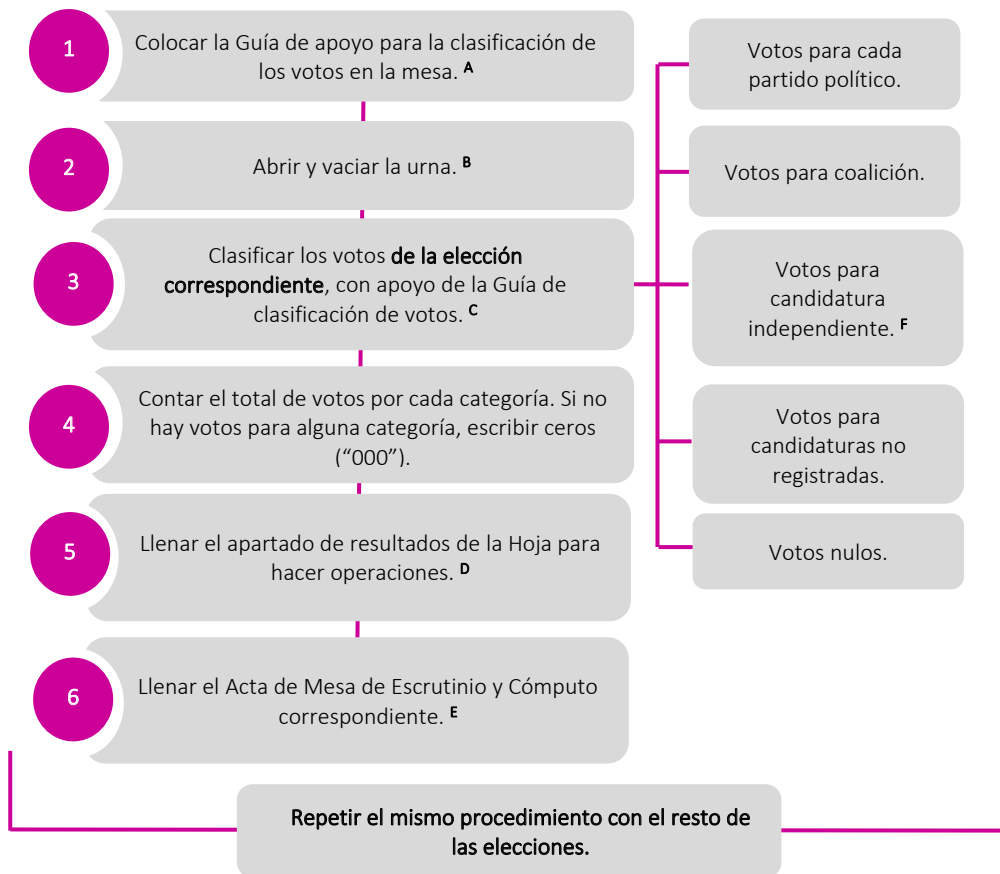 1
Colocar la Guía de apoyo para la clasificación de
los votos en la mesa. A
2
Abrir y vaciar la urna. B
3
Clasificar los votos de la elección
correspondiente, con apoyo de la Guía de
clasificación de votos. C
4
Contar el total de votos por cada categoría. Si no
hay votos para alguna categoría, escribir ceros
(“000”).
5
Llenar el apartado de resultados de la Hoja para
hacer operaciones. D
6
Llenar el Acta de Mesa de Escrutinio y Cómputo
correspondiente. E
Votos para cada
partido político.
Votos para coalición.
Votos para
candidatura
independiente. F
Votos para
candidaturas no
registradas.
Votos nulos.
Repetir el mismo procedimiento con el resto de
las elecciones.